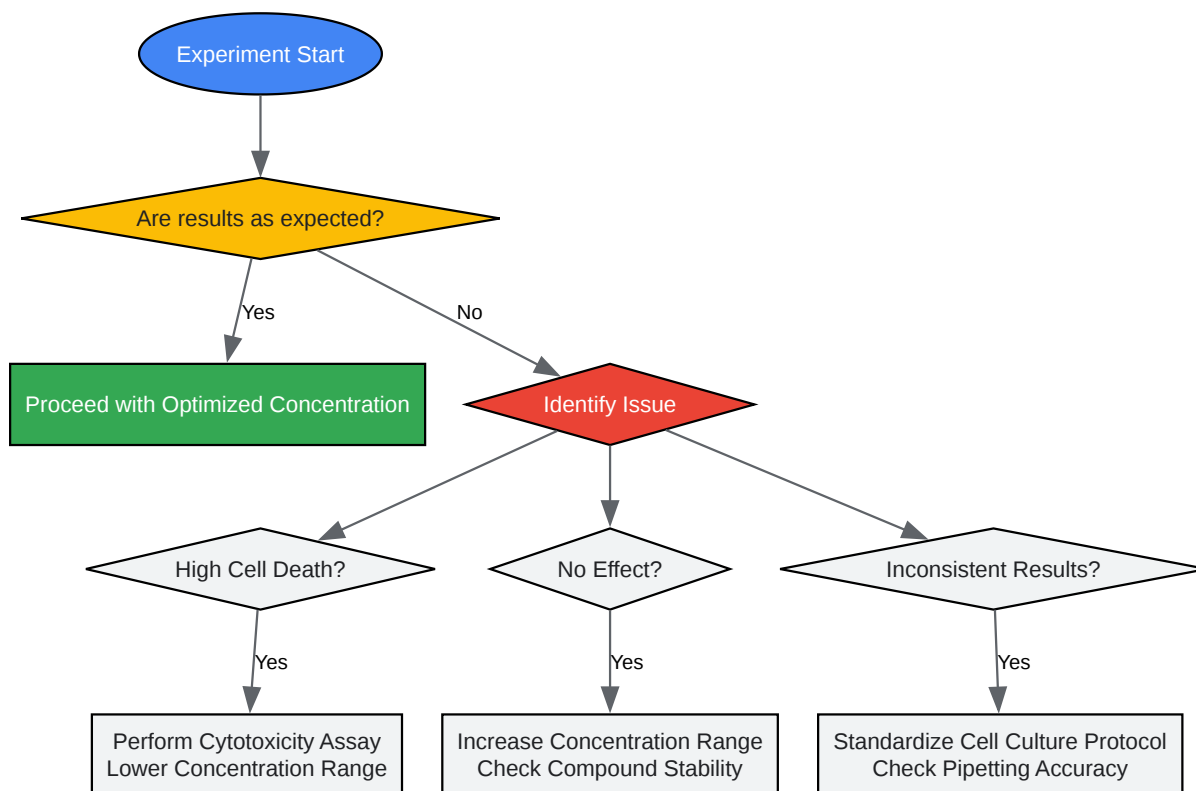 Experiment Start
Are results as expected?
Yes
No
Proceed with Optimized Concentration
Identify Issue
High Cell Death?
No Effect?
Inconsistent Results?
Yes
Yes
Yes
Perform Cytotoxicity Assay
Lower Concentration Range
Increase Concentration Range
Check Compound Stability
Standardize Cell Culture Protocol
Check Pipetting Accuracy